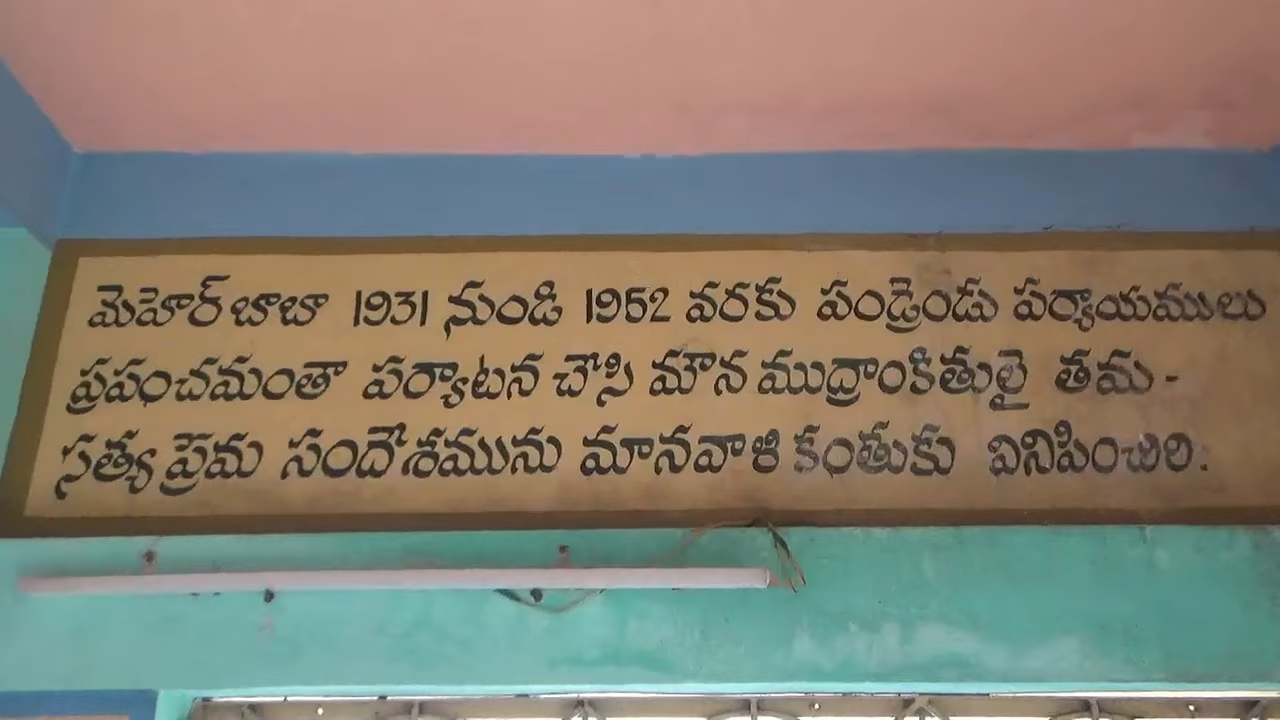 మెహెర్ బాబా 1931 నుండి 1952 వరకు పండ్రెండు పర్యాయములు
ప్రపంచమంతా పర్యాటన చేసి మౌన ముద్రాంకితులై తమ -
సత్య ప్రేమ సందేశమును మానవాళి కంతుకు వినిపించిరి.